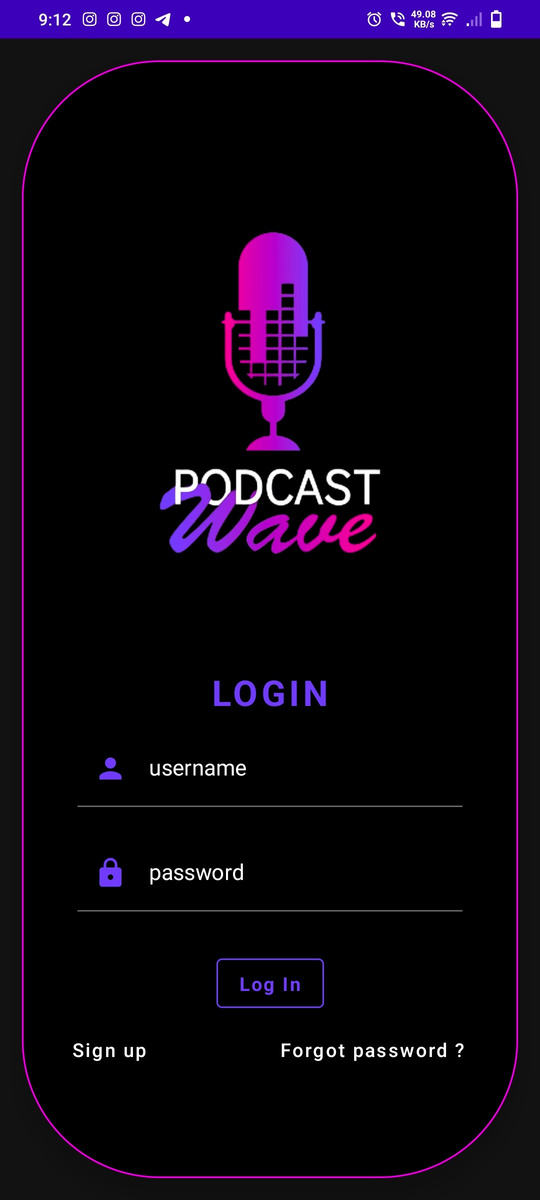 9:12 49.08
KB/s
PODCAST
Wave
LOGIN
username
password
Log In
Sign up Forgot password ?